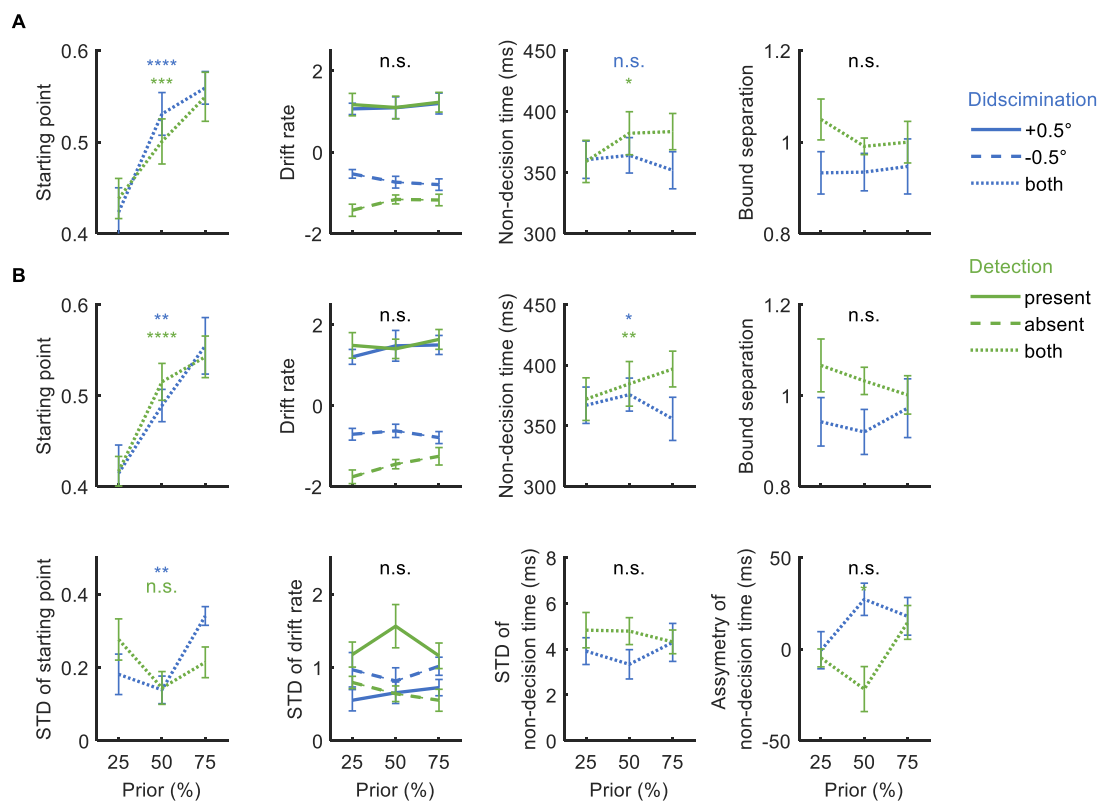 A
0.6
0.5
0.4
Starting point
****
***
2
0
-2
Drift rate
n.s.
450
400
350
300
Non-decision time (ms)
n.s.
*
1.2
1
0.8
Bound separation
n.s.
Didscimination
+0.5°
-0.5°
both
Detection
present
absent
both
B
0.6
0.5
0.4
Starting point
**
****
2
0
-2
Drift rate
n.s.
450
400
350
300
Non-decision time (ms)
*
**
1.2
1
0.8
Bound separation
n.s.
0.4
0.2
0
STD of starting point
**
n.s.
25 50 75
Prior (%)
2
1
0
STD of drift rate
n.s.
25 50 75
Prior (%)
8
6
4
2
0
STD of
non-decision time (ms)
n.s.
25 50 75
Prior (%)
50
0
-50
Assymetry of
non-decision time (ms)
n.s.
25 50 75
Prior (%)